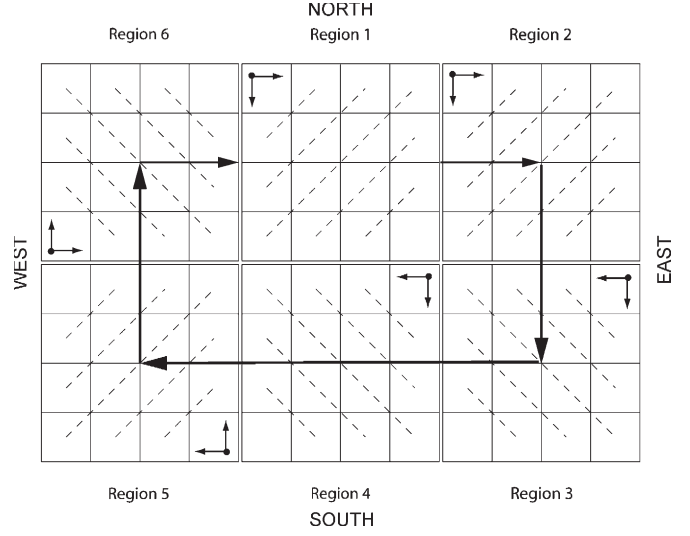 NORTH
Region 6
Region 1
Region 2
WEST
EAST
Region 5
Region 4
Region 3
SOUTH